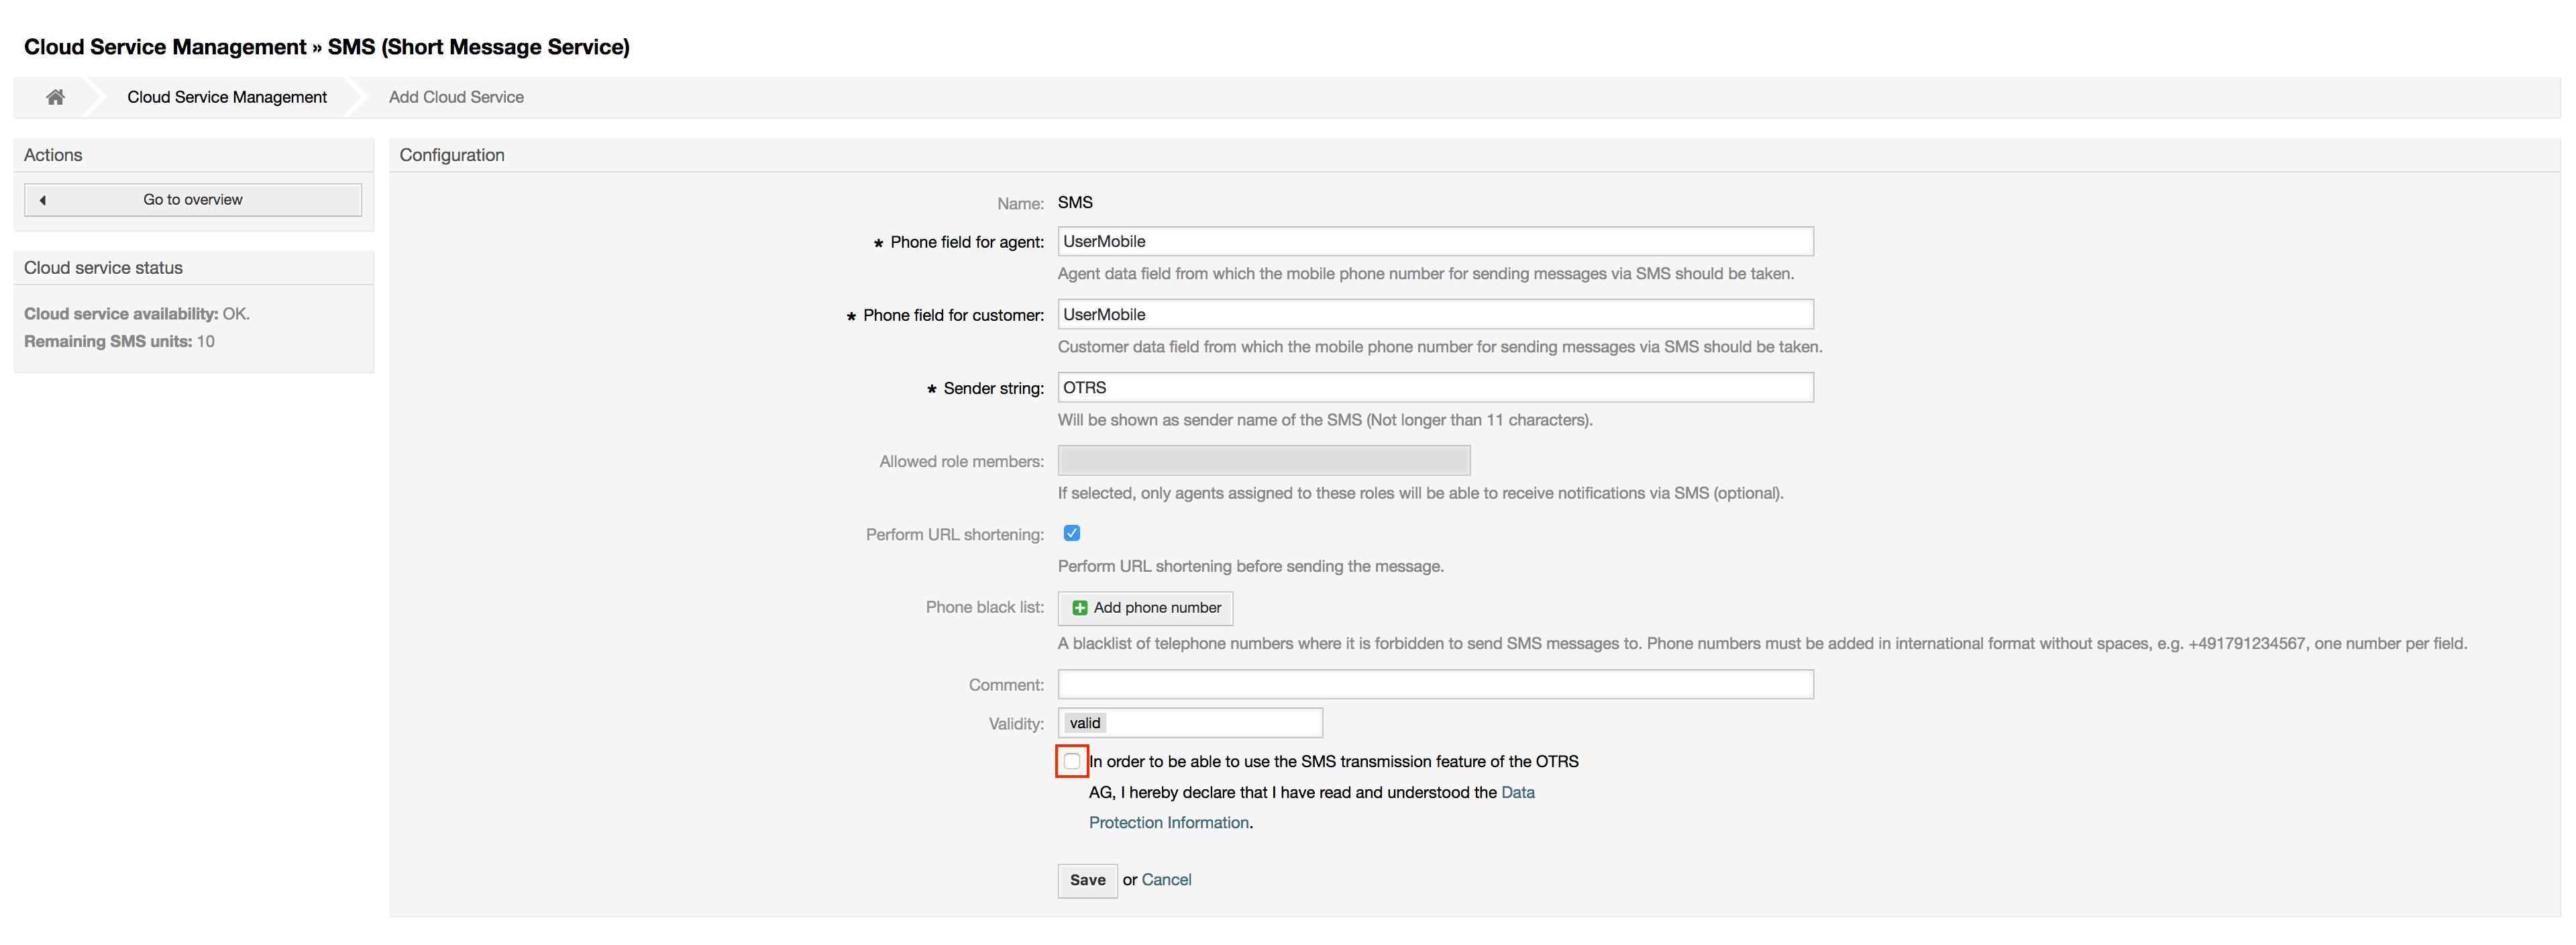 Cloud Service Management » SMS (Short Message Service)
Cloud Service Management
Add Cloud Service
Actions
Go to overview
Cloud service status
Cloud service availability: OK.
Remaining SMS units: 10
Configuration
Name: SMS
* Phone field for agent: UserMobile
Agent data field from which the mobile phone number for sending messages via SMS should be taken.
* Phone field for customer: UserMobile
Customer data field from which the mobile phone number for sending messages via SMS should be taken.
* Sender string: OTRS
Will be shown as sender name of the SMS (Not longer than 11 characters).
Allowed role members:
If selected, only agents assigned to these roles will be able to receive notifications via SMS (optional).
Perform URL shortening:
Perform URL shortening before sending the message.
Phone black list: Add phone number
A blacklist of telephone numbers where it is forbidden to send SMS messages to. Phone numbers must be added in international format without spaces, e.g. +491791234567, one number per field.
Comment:
Validity: valid
In order to be able to use the SMS transmission feature of the OTRS
AG, I hereby declare that I have read and understood the Data
Protection Information.
Save or Cancel